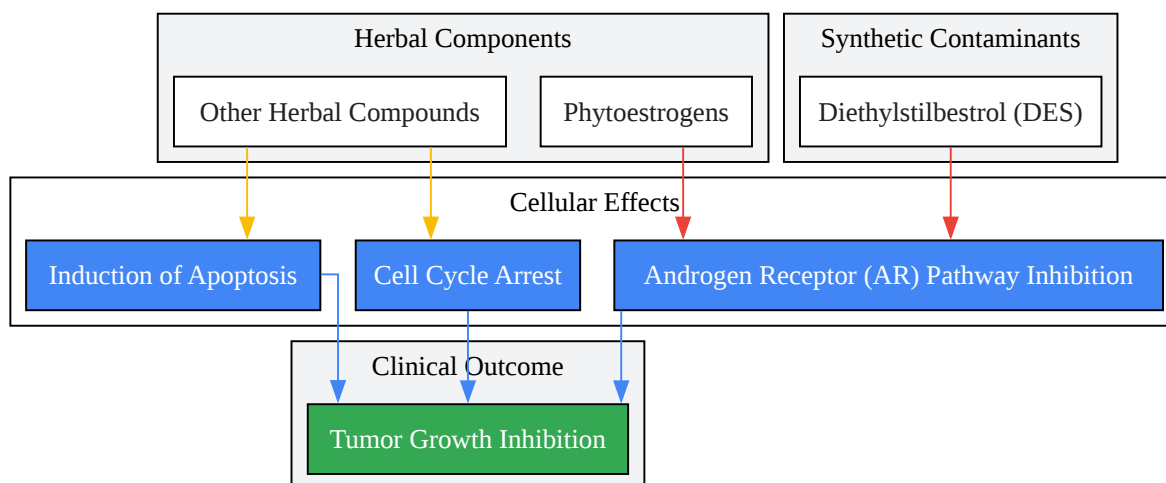 Herbal Components
Synthetic Contaminants
Other Herbal Compounds
Phytoestrogens
Diethylstilbestrol (DES)
Cellular Effects
Induction of Apoptosis
Cell Cycle Arrest
Androgen Receptor (AR) Pathway Inhibition
Clinical Outcome
Tumor Growth Inhibition